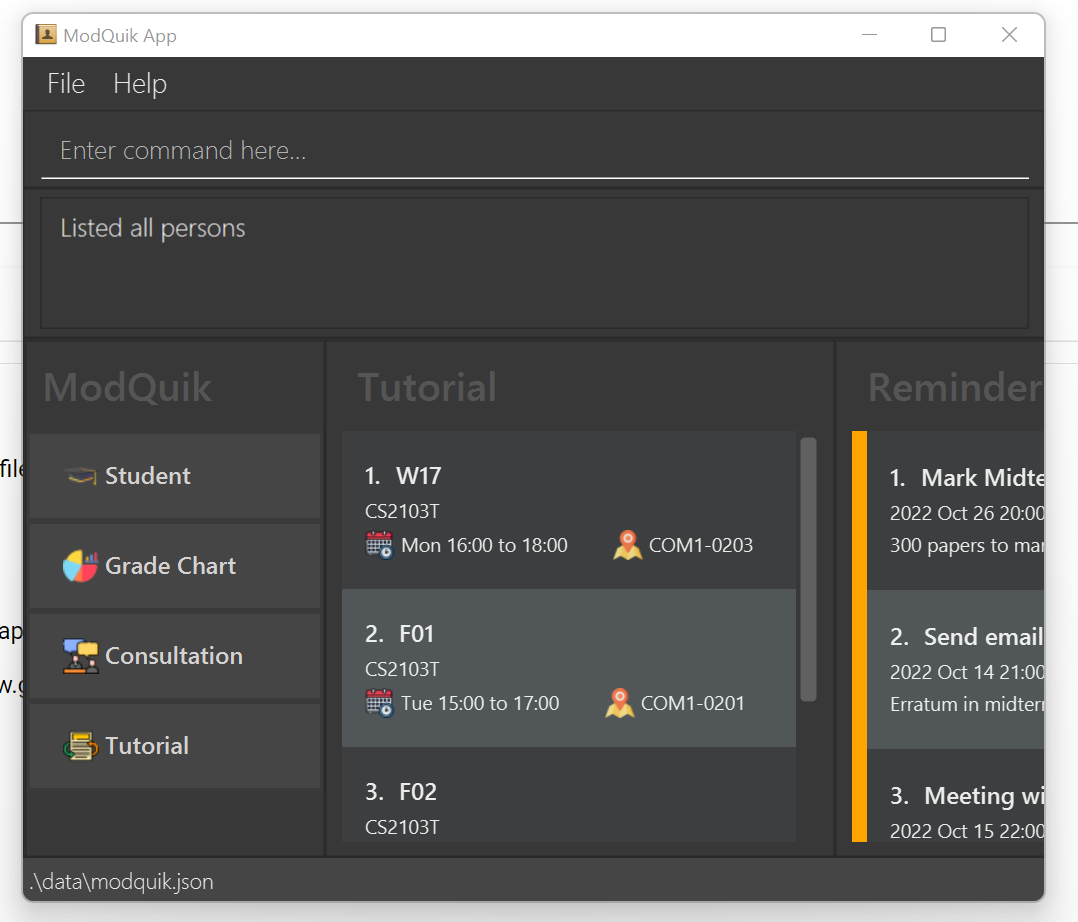 ModQuik App
File Help
Enter command here...
Listed all persons
ModQuik
Student
Grade Chart
Consultation
Tutorial
Tutorial
1. W17
CS2103T
Mon 16:00 to 18:00 COM1-0203
2. F01
CS2103T
Tue 15:00 to 17:00 COM1-0201
3. F02
CS2103T
Reminder
1. Mark Midte
2022 Oct 26 20:00
300 papers to mar
2. Send email
2022 Oct 14 21:00
Erratum in midter
3. Meeting wi
2022 Oct 15 22:00
.\data\modquik.json
file
ap
w.g